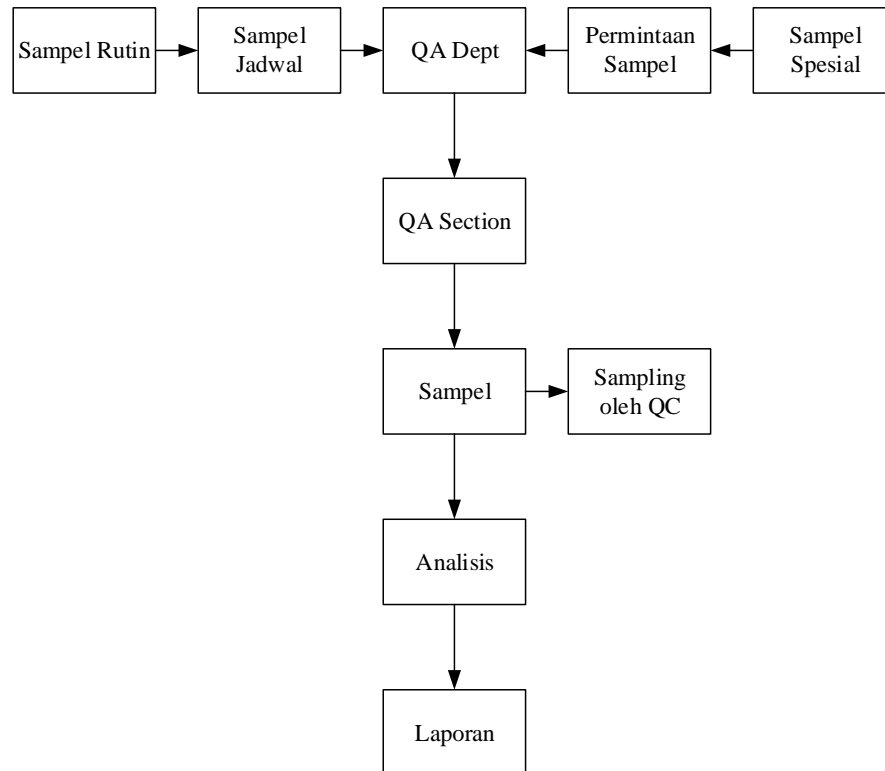 Sampel Rutin
Sampel
Jadwal
QA Dept
Permintaan
Sampel
Sampel
Spesial
QA Section
Sampel
Sampling
oleh QC
Analisis
Laporan